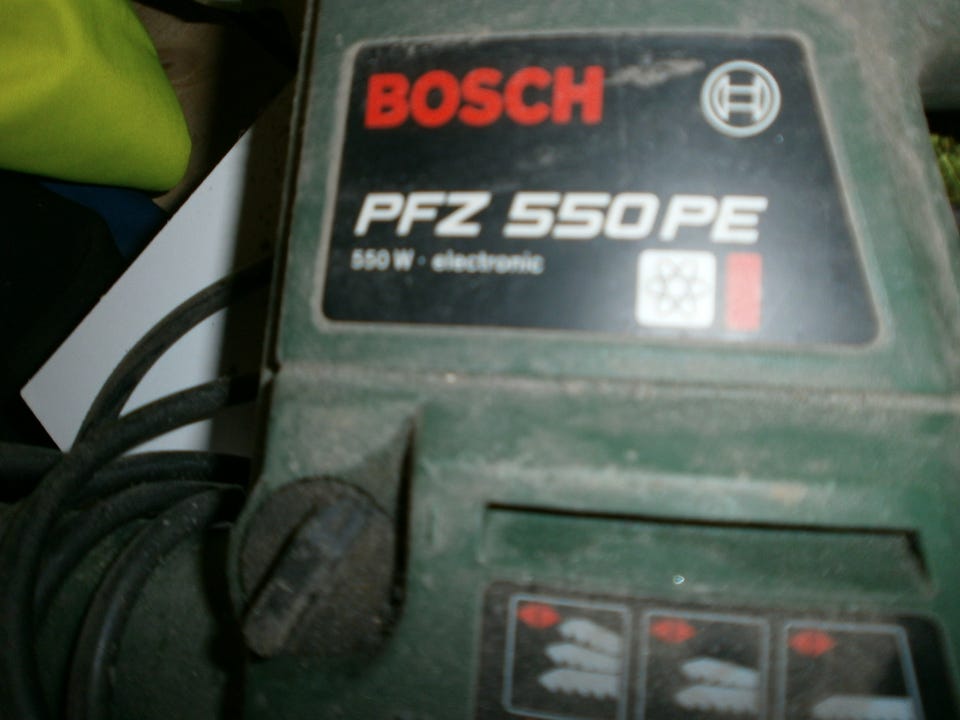 BOSCH
PFZ 550 PE
550 W · electronic